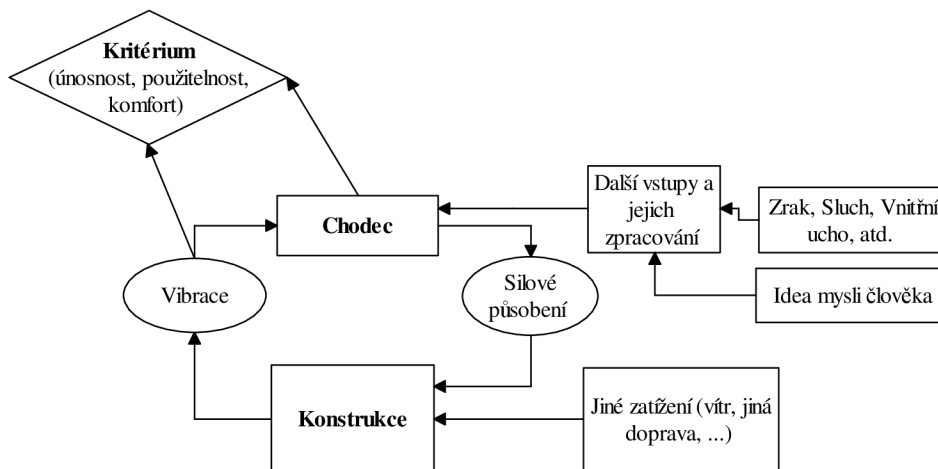 Kritérium
(únosnost, použitelnost,
komfort)
Další vstupy a
jejich
zpracování
Zrak, Sluch, Vnitřní
ucho, atd.
Chodec
Vibrace
Silové
působení
Idea mysli člověka
Konstrukce
Jiné zatížení (vítr, jiná
doprava, ...)